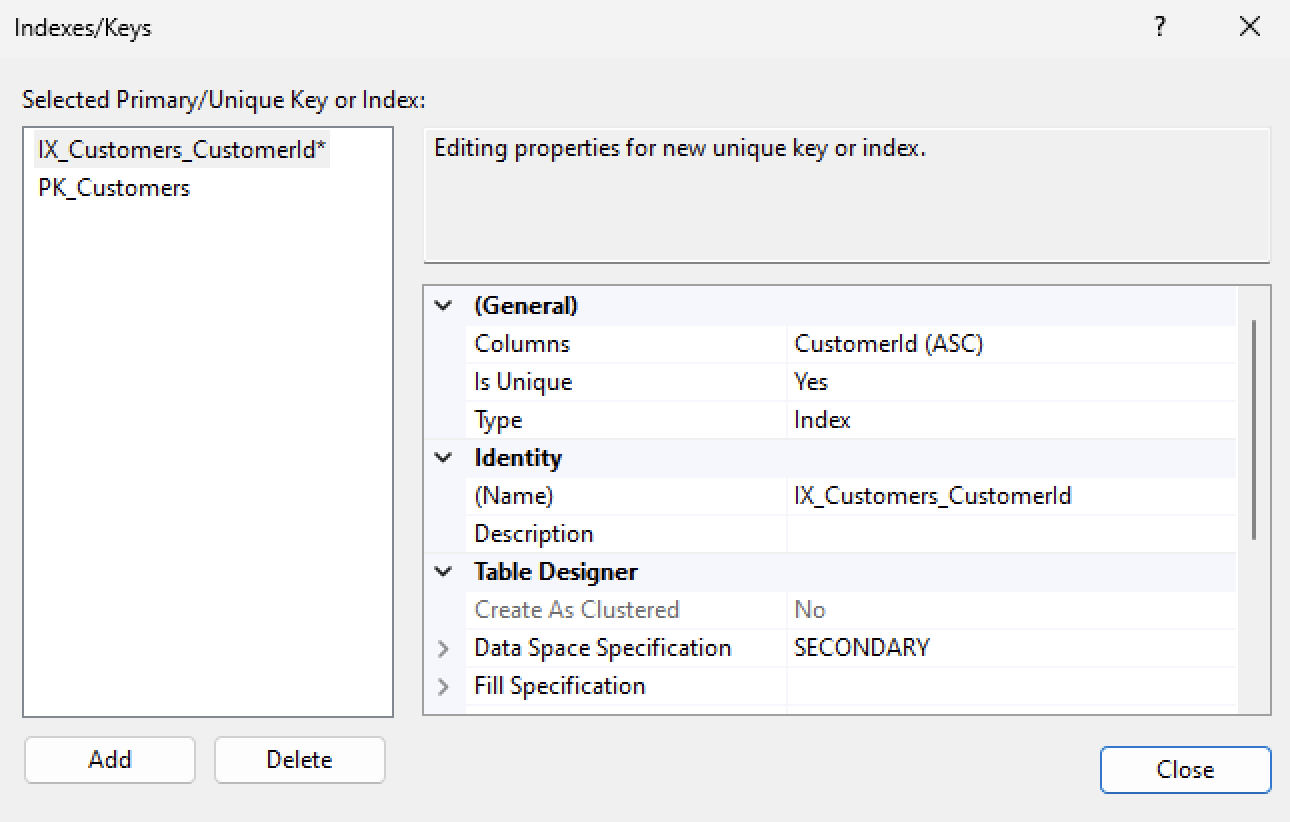 Indexes/Keys
?
Selected Primary/Unique Key or Index:
IX_Customers_CustomerId*
PK_Customers
Editing properties for new unique key or index.
(General)
Columns CustomerId (ASC)
Is Unique Yes
Type Index
Identity
(Name) IX_Customers_CustomerId
Description
Table Designer
Create As Clustered No
Data Space Specification SECONDARY
Fill Specification
Add Delete
Close